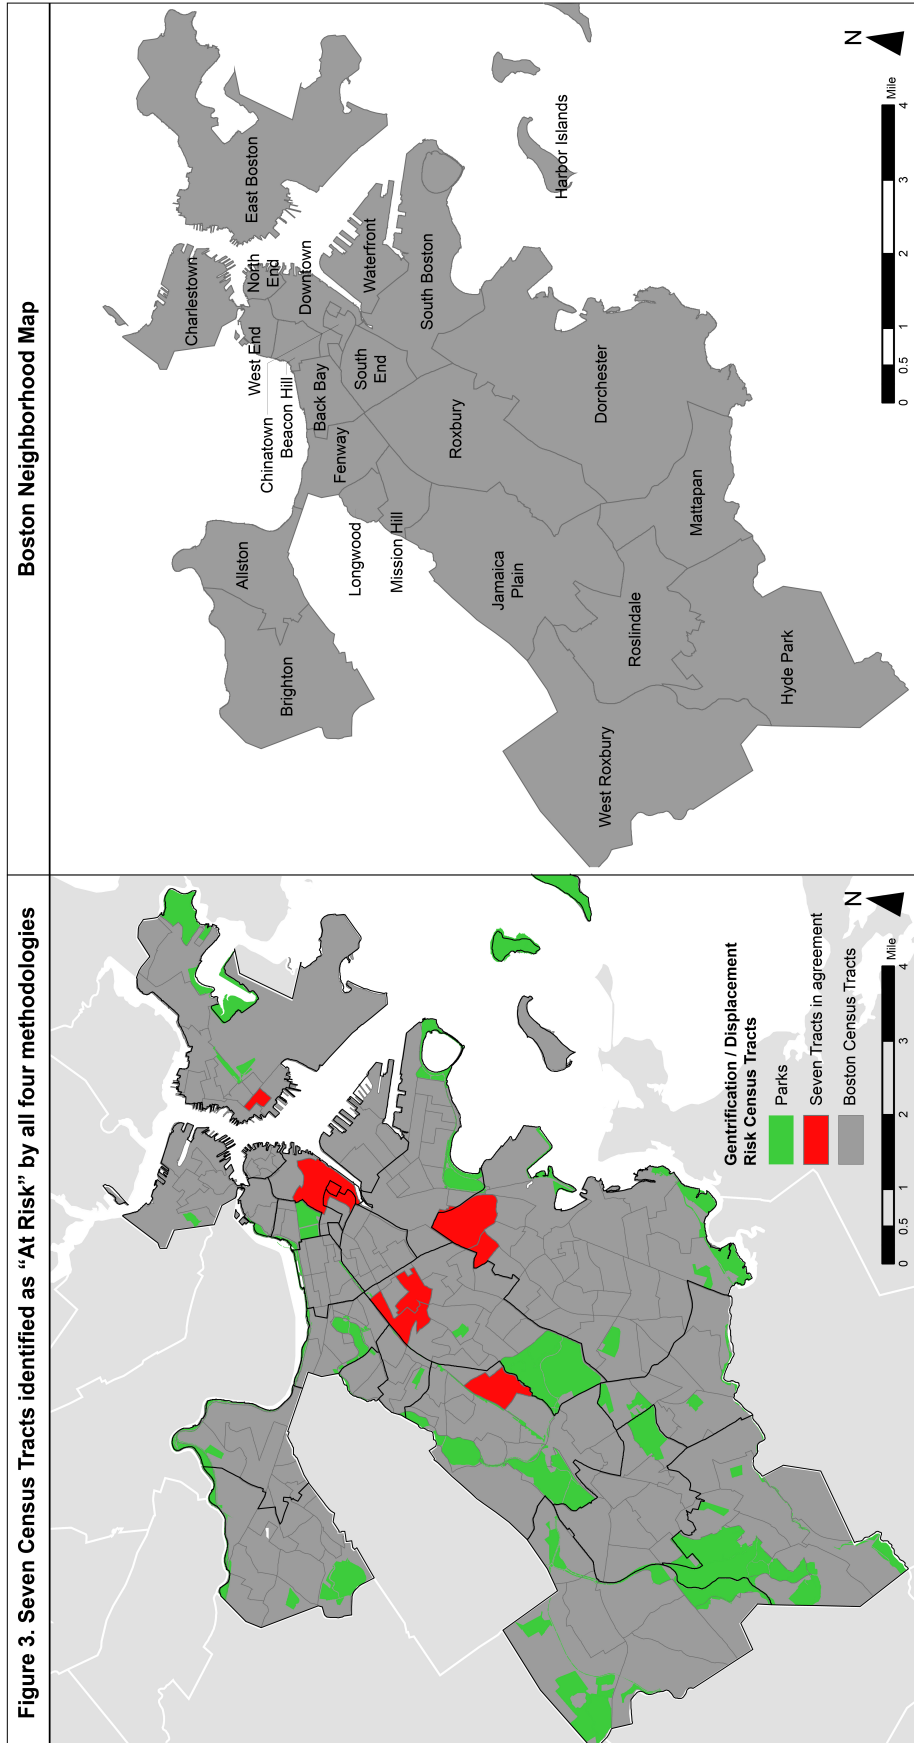 Figure 3. Seven Census Tracts identified as “At Risk” by all four methodologies
Gentrification / Displacement
Risk Census Tracts
Parks
Seven Tracts in agreement
Boston Census Tracts
N
Mile
0 0.5 1 2 3 4
Boston Neighborhood Map
East Boston
Charlestown
North
End
West End
Downtown
Chinatown
Beacon Hill
Back Bay
Waterfront
South
End
South Boston
Fenway
Allston
Brighton
Longwood
Mission Hill
Roxbury
Jamaica
Plain
Dorchester
Harbor Islands
Mattapan
Roslindale
West Roxbury
Hyde Park
N
Mile
0 0.5 1 2 3 4